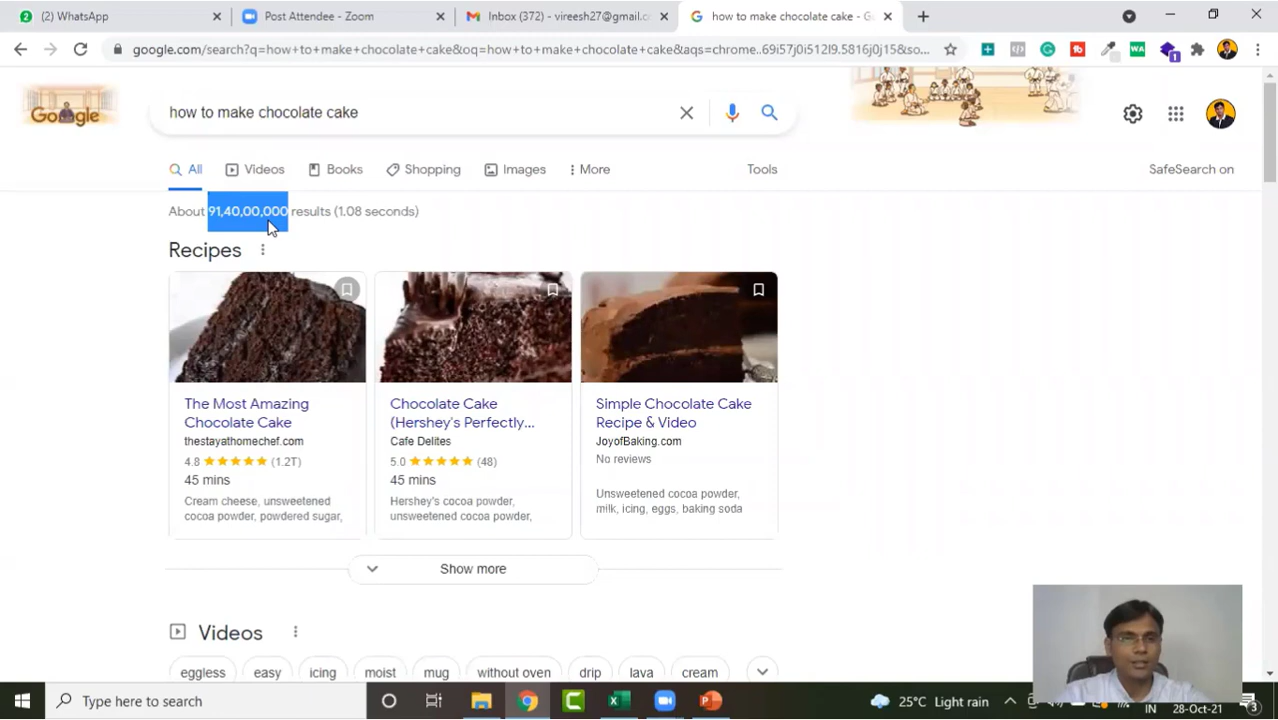 (2) WhatsApp
Post Attendee - Zoom
Inbox (372) - vireesh27@gmail.co
how to make chocolate cake - G
google.com/search?q=how+to+make+chocolate+cake&oq=how+to+make+chocolate+cake&aqs=chrome..69i57j0i512l9.5816j0j15&so...
Google
how to make chocolate cake
All
Videos
Books
Shopping
Images
More
Tools
SafeSearch on
About 91,40,00,000 results (1.08 seconds)
Recipes
The Most Amazing
Chocolate Cake
thestayathomechef.com
4.8 (1.2T)
45 mins
Cream cheese, unsweetened
cocoa powder, powdered sugar,
Chocolate Cake
(Hershey's Perfectly...
Cafe Delites
5.0 (48)
45 mins
Hershey's cocoa powder,
unsweetened cocoa powder,
Simple Chocolate Cake
Recipe & Video
JoyofBaking.com
No reviews
Unsweetened cocoa powder,
milk, icing, eggs, baking soda
Show more
Videos
eggless
easy
icing
moist
mug
without oven
drip
lava
cream
Type here to search
25°C Light rain
IN
28-Oct-21
3